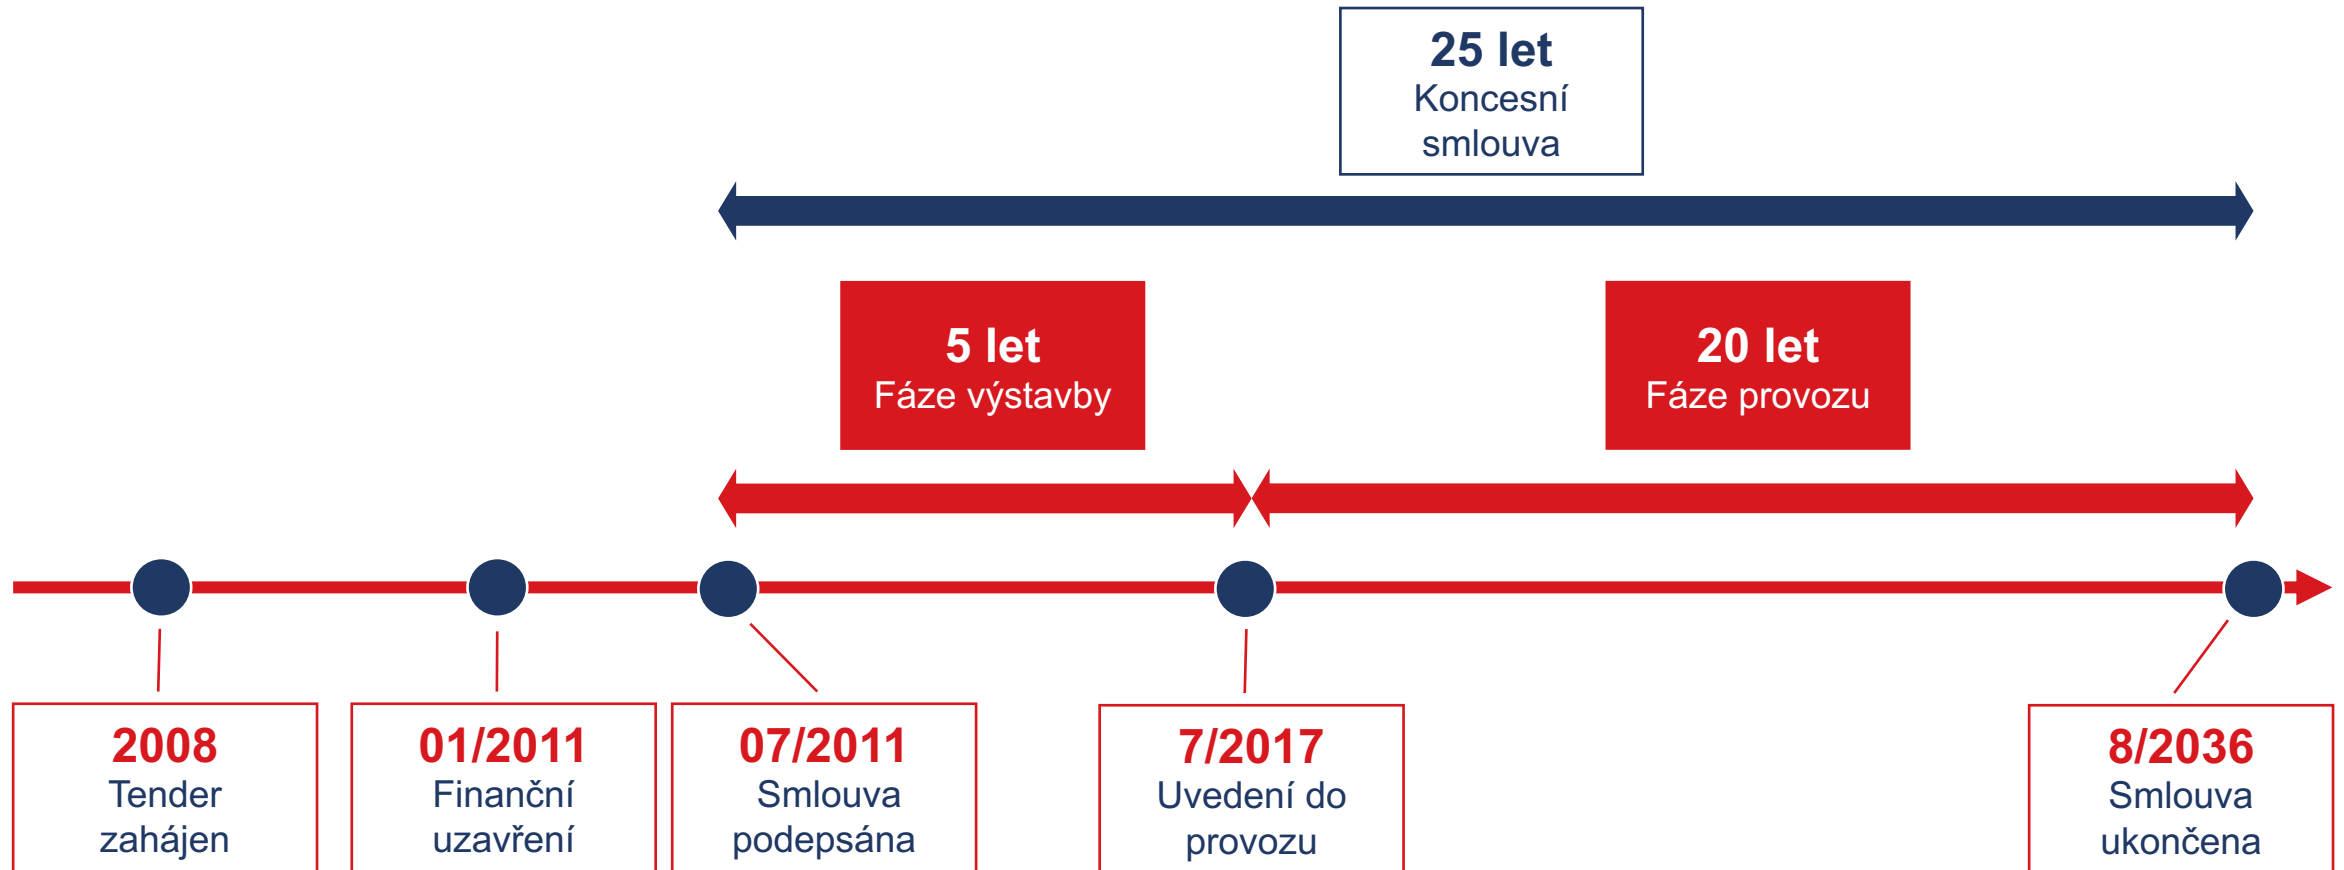 25 let
Koncesní
smlouva
5 let
Fáze výstavby
20 let
Fáze provozu
2008
Tender
zahájen
01/2011
Finanční
uzavření
07/2011
Smlouva
podepsána
7/2017
Uvedení do
provozu
8/2036
Smlouva
ukončena